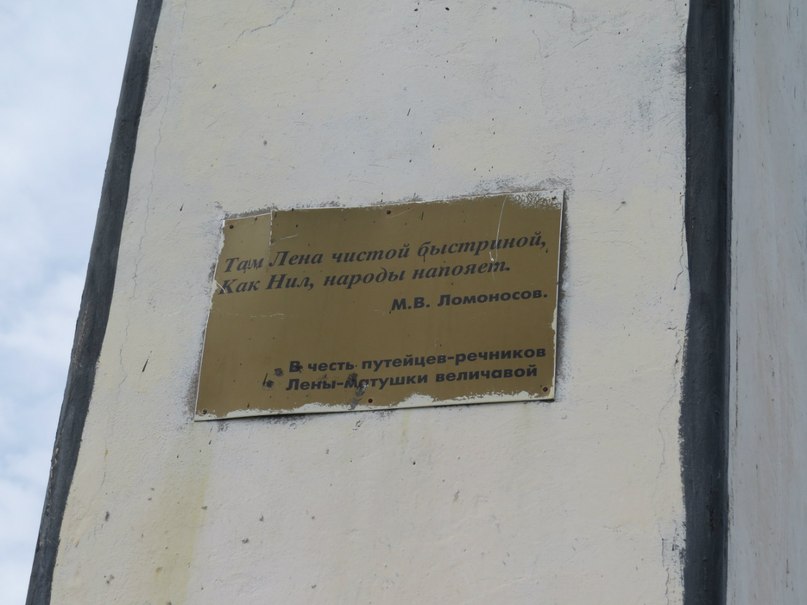 Там Лена чистой быстриной,
Как Нил, народы напояет.
М.В. Ломоносов.
В честь путейцев-речников
Лены-матушки величавой